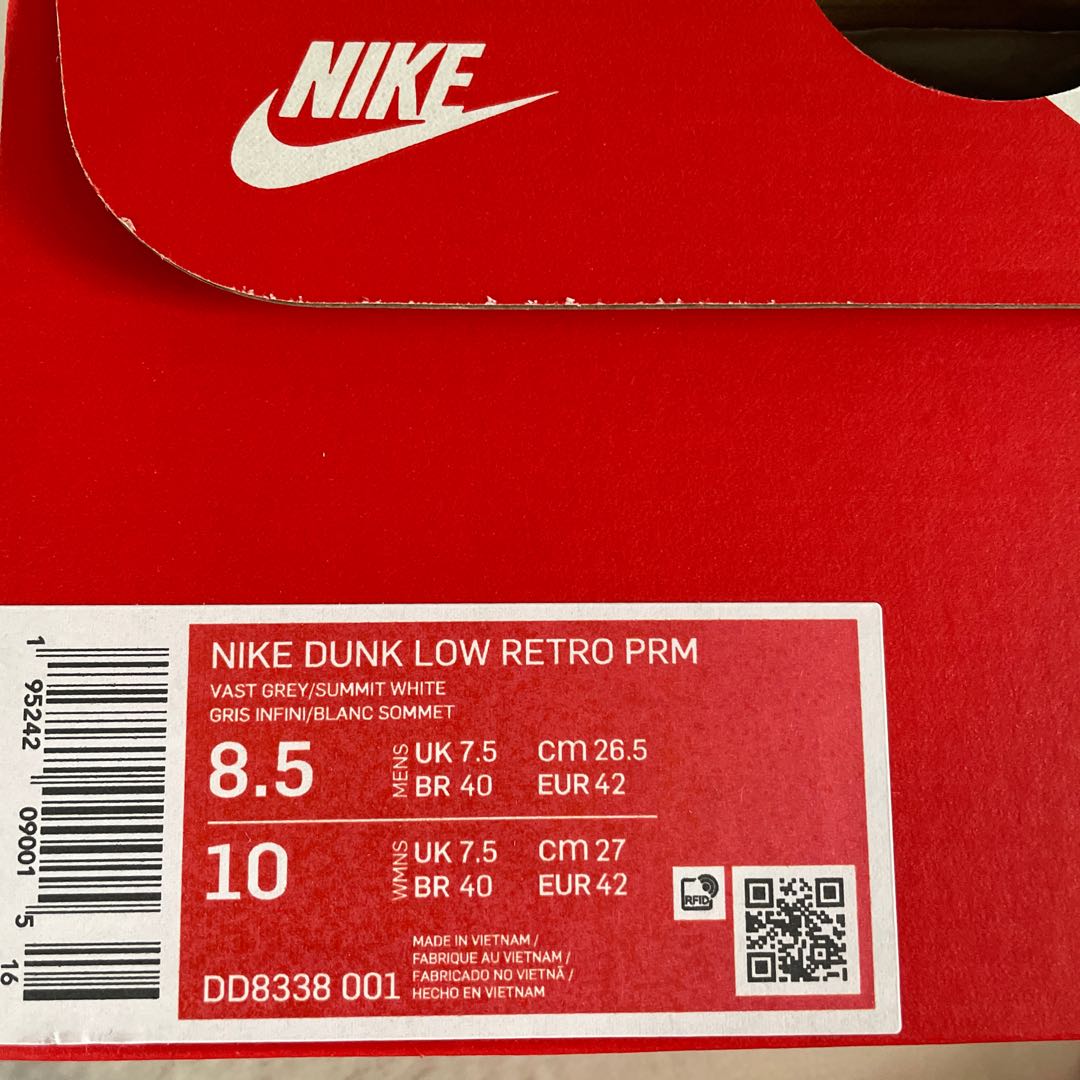 NIKE
NIKE DUNK LOW RETRO PRM
VAST GREY/SUMMIT WHITE
GRIS INFINI/BLANC SOMMET
8.5 MENS UK 7.5 cm 26.5
BR 40 EUR 42
10 WMNS UK 7.5 cm 27
BR 40 EUR 42
RFID
MADE IN VIETNAM /
FABRIQUE AU VIETNAM /
FABRICADO NO VIETNÃ /
HECHO EN VIETNAM
DD8338 001
1 95242 09001 5 16